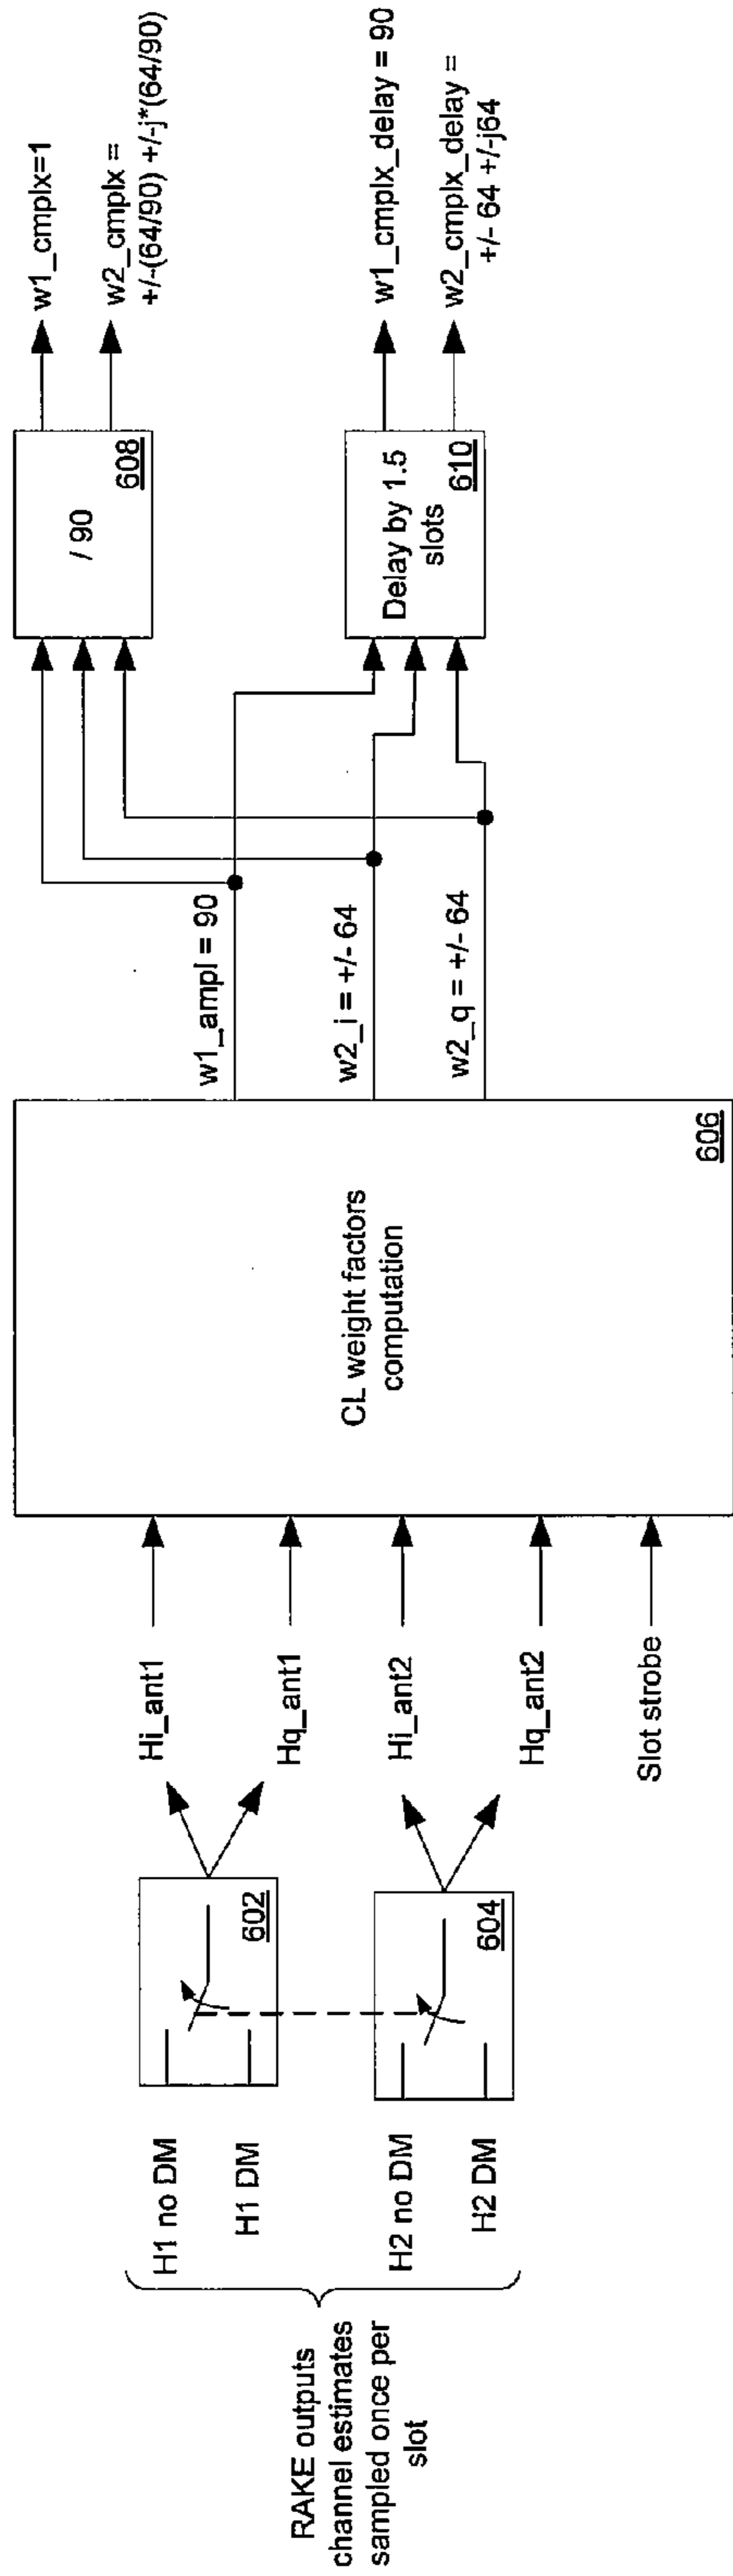 RAKE outputs
channel estimates
sampled once per
slot
H1 no DM
H1 DM
H2 no DM
H2 DM
602
604
Hi_ant1
Hq_ant1
Hi_ant2
Hq_ant2
Slot strobe
CL weight factors
computation
606
w1_ampl = 90
w2_i = +/- 64
w2_q = +/- 64
/ 90
608
Delay by 1.5
slots
610
w1_cmplx=1
w2_cmplx =
+/-(64/90) +/-j*(64/90)
w1_cmplx_delay = 90
w2_cmplx_delay =
+/- 64 +/-j64